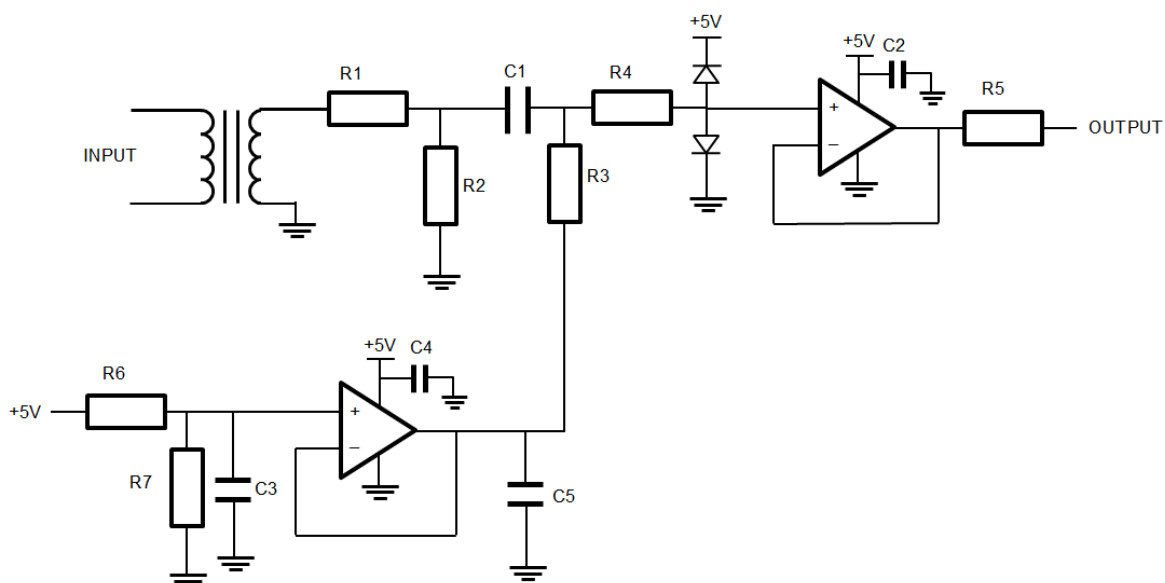 +5V
+5V
C2
R1
C1
R4
R5
+
−
OUTPUT
INPUT
R2
R3
+5V
C4
R6
+5V
+
−
R7
C3
C5